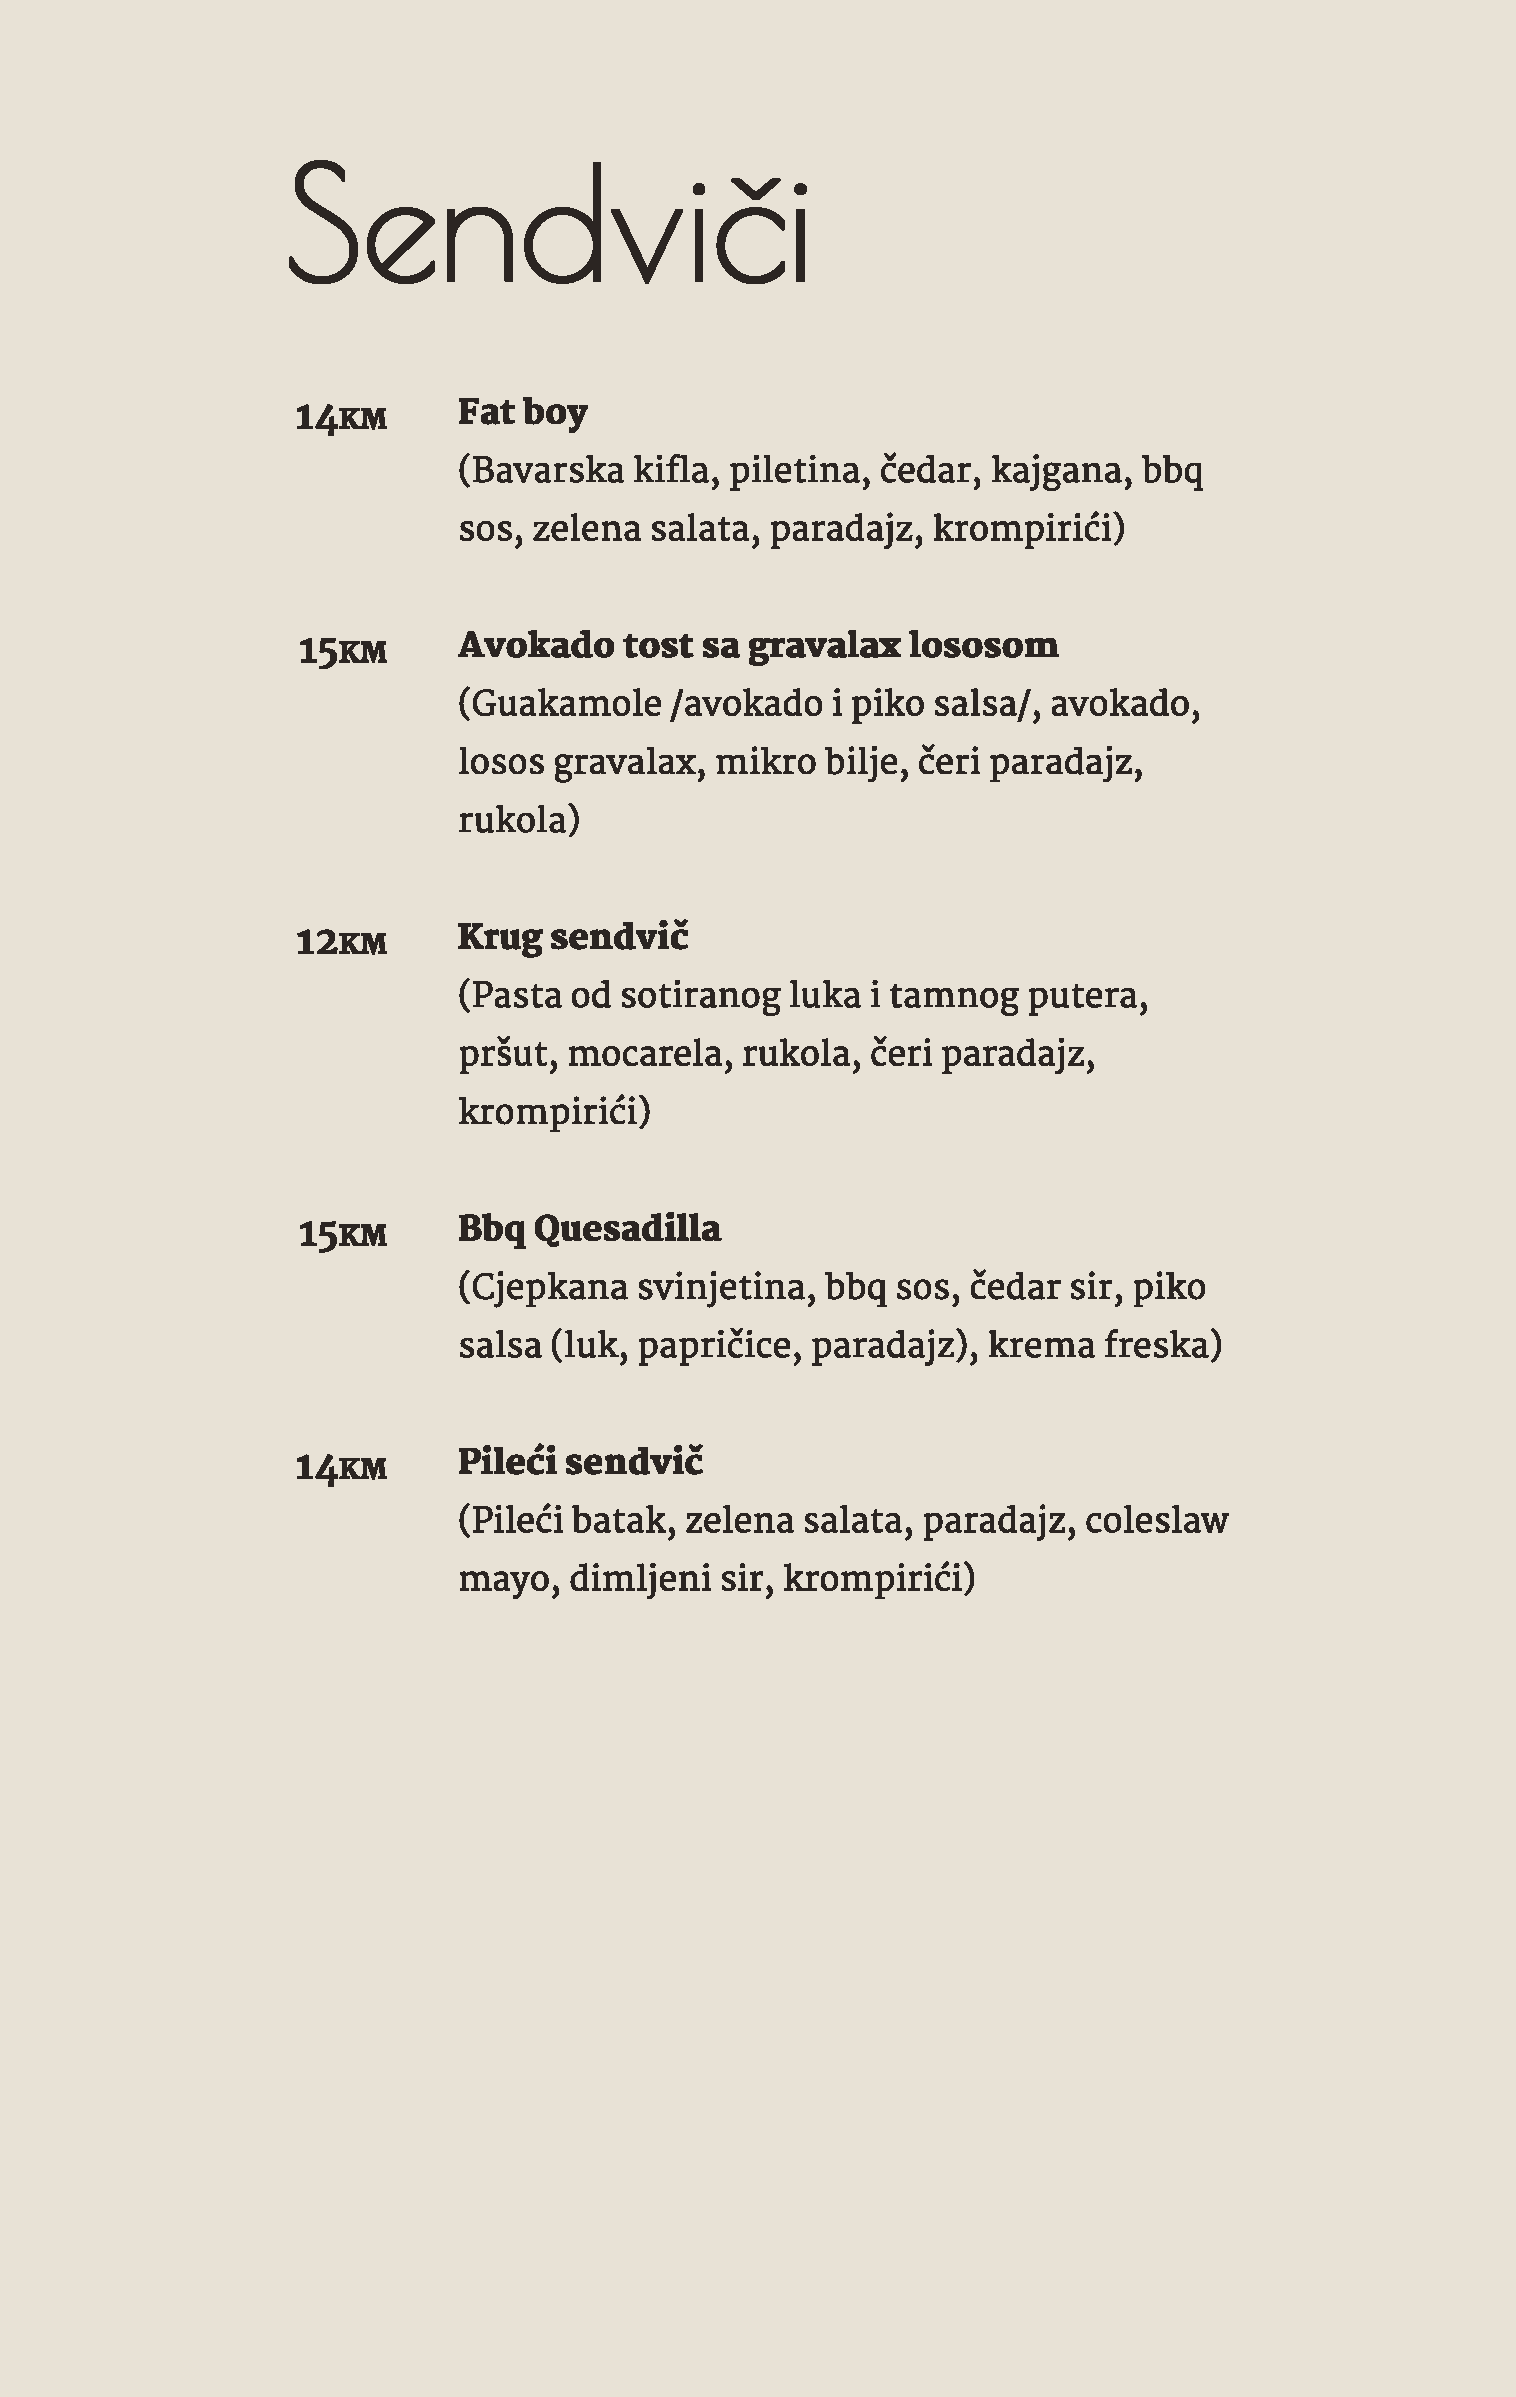 Sendviči
14KM Fat boy
(Bavarska kifla, piletina, čedar, kajgana, bbq
sos, zelena salata, paradajz, krompirići)
15KM Avokado tost sa gravalax lososom
(Guakamole /avokado i piko salsa/, avokado,
losos gravalax, mikro bilje, čeri paradajz,
rukola)
12KM Krug sendvič
(Pasta od sotiranog luka i tamnog putera,
pršut, mocarela, rukola, čeri paradajz,
krompirići)
15KM Bbq Quesadilla
(Cjepkana svinjetina, bbq sos, čedar sir, piko
salsa (luk, papričice, paradajz), krema freska)
14KM Pileći sendvič
(Pileći batak, zelena salata, paradajz, coleslaw
mayo, dimljeni sir, krompirići)